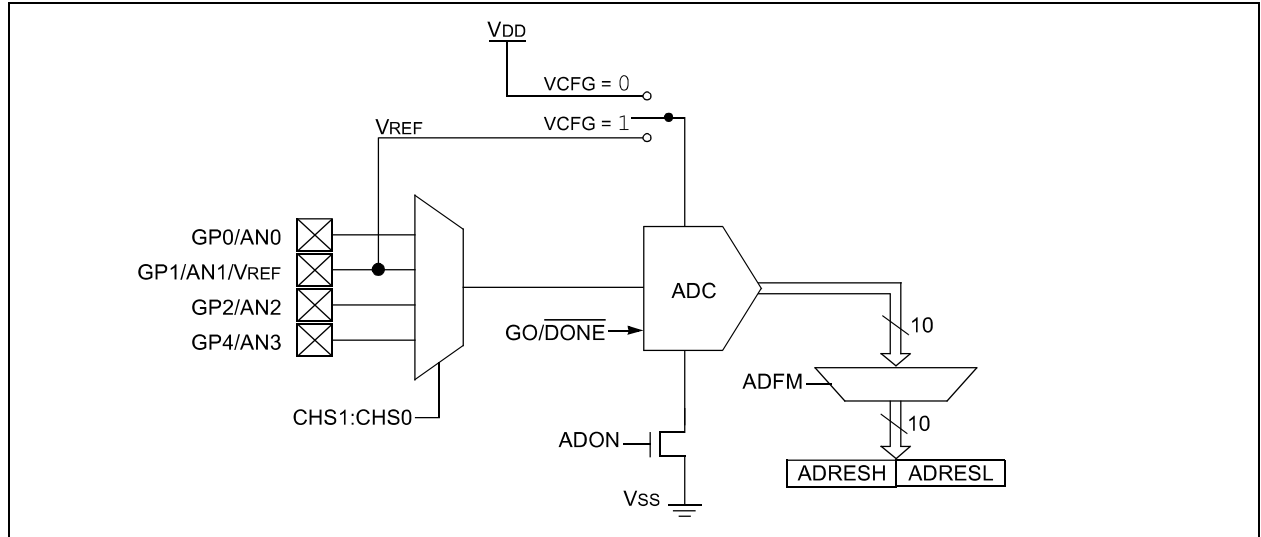 VDD
VCFG = 0
VREF
VCFG = 1
GP0/AN0
GP1/AN1/VREF
GP2/AN2
GP4/AN3
ADC
GO/DONE
10
ADFM
CHS1:CHS0
10
ADON
ADRESH ADRESL
VSS